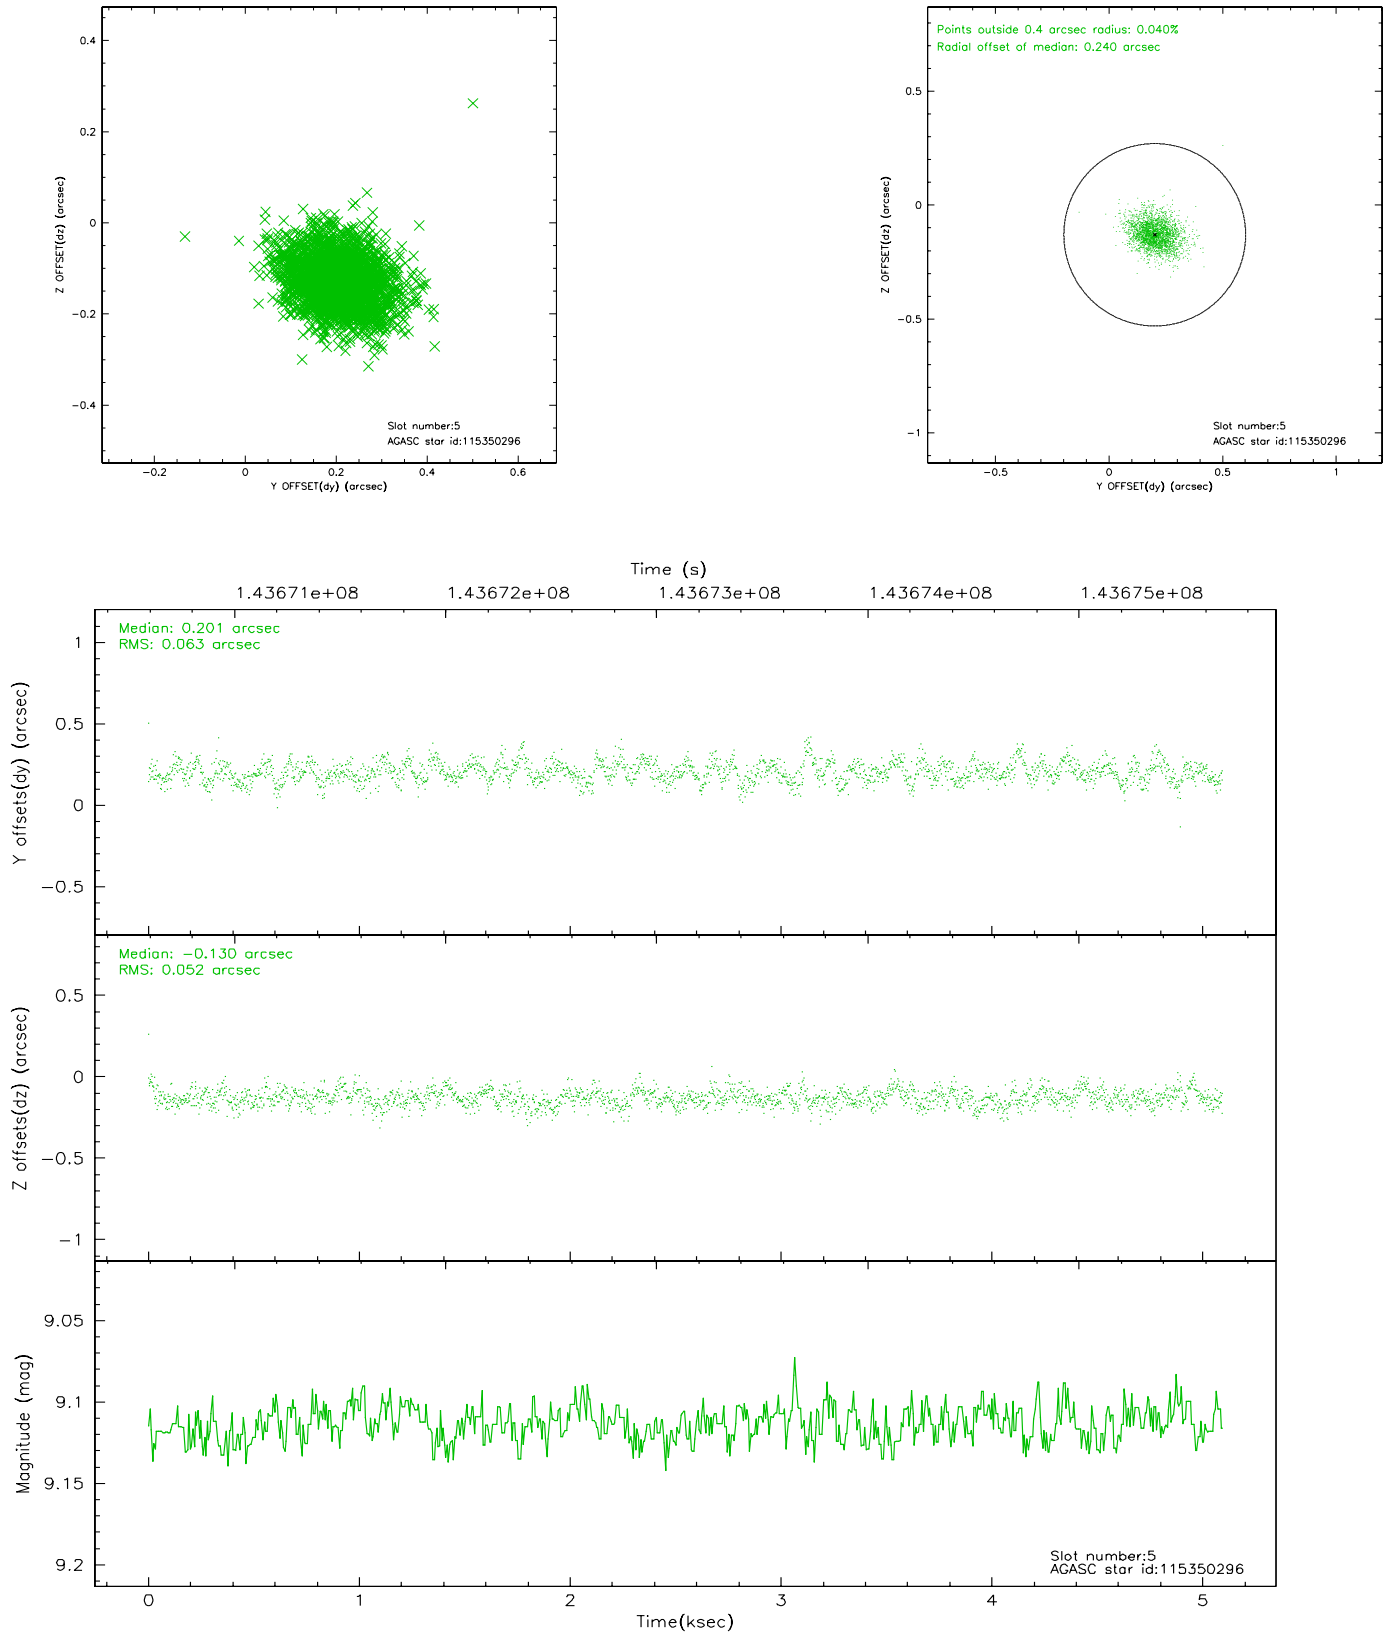 0.4
0.2
0
−0.2
−0.4
Z OFFSET(dz) (arcsec)
Slot number:5
AGASC star id:115350296
−0.2 0 0.2 0.4 0.6
Y OFFSET(dy) (arcsec)
Points outside 0.4 arcsec radius: 0.040%
Radial offset of median: 0.240 arcsec
0.5
0
−0.5
−1
Z OFFSET(dz) (arcsec)
Slot number:5
AGASC star id:115350296
−0.5 0 0.5 1
Y OFFSET(dy) (arcsec)
Time (s)
1.43671e+08 1.43672e+08 1.43673e+08 1.43674e+08 1.43675e+08
Median: 0.201 arcsec
RMS: 0.063 arcsec
1
0.5
0
−0.5
Y offsets(dy) (arcsec)
Median: −0.130 arcsec
RMS: 0.052 arcsec
0.5
0
−0.5
−1
Z offsets(dz) (arcsec)
9.05
9.1
9.15
9.2
Magnitude (mag)
Slot number:5
AGASC star id:115350296
0 1 2 3 4 5
Time(ksec)